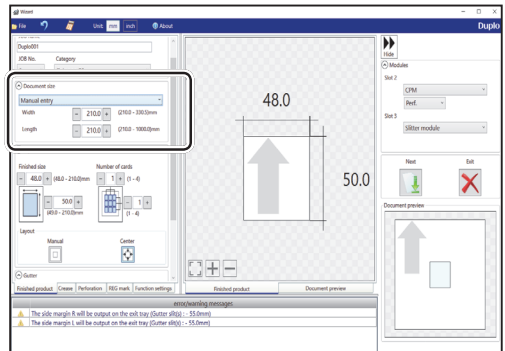 Wizard
File
Unit:
mm
inch
About
Duplo
Duplo001
JOB No.
Category
Document size
Manual entry
Width
- 210.0 +
(210.0 - 330.5)mm
Length
- 210.0 +
(210.0 - 1000.0)mm
Finished size
Number of cards
- 48.0 +
(48.0 - 210.0)mm
- 1 +
(1 - 4)
- 50.0 +
(49.0 - 210.0)mm
- 1 +
(1 - 4)
Layout
Manual
Center
Gutter
Finished product
Crease
Perforation
REG mark
Function settings
48.0
50.0
Finished product
Document preview
Hide
Modules
Slot 2
CPM
Perf.
Slot 3
Slitter module
Next
Exit
Document preview
error/warning messages
The side margin R will be output on the exit tray (Gutter slit(s) : - 55.0mm)
The side margin L will be output on the exit tray (Gutter slit(s) : - 55.0mm)